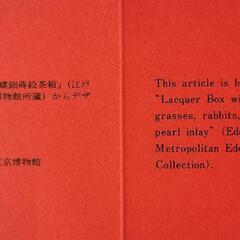 螺鈿蒔絵茶箱」(江戸
博物館所蔵) からデザ
京博物館
This article is b
"Lacquer Box wi
grasses, rabbits,
pearl inlay" (Ed
Metropolitan Ed
Collection).